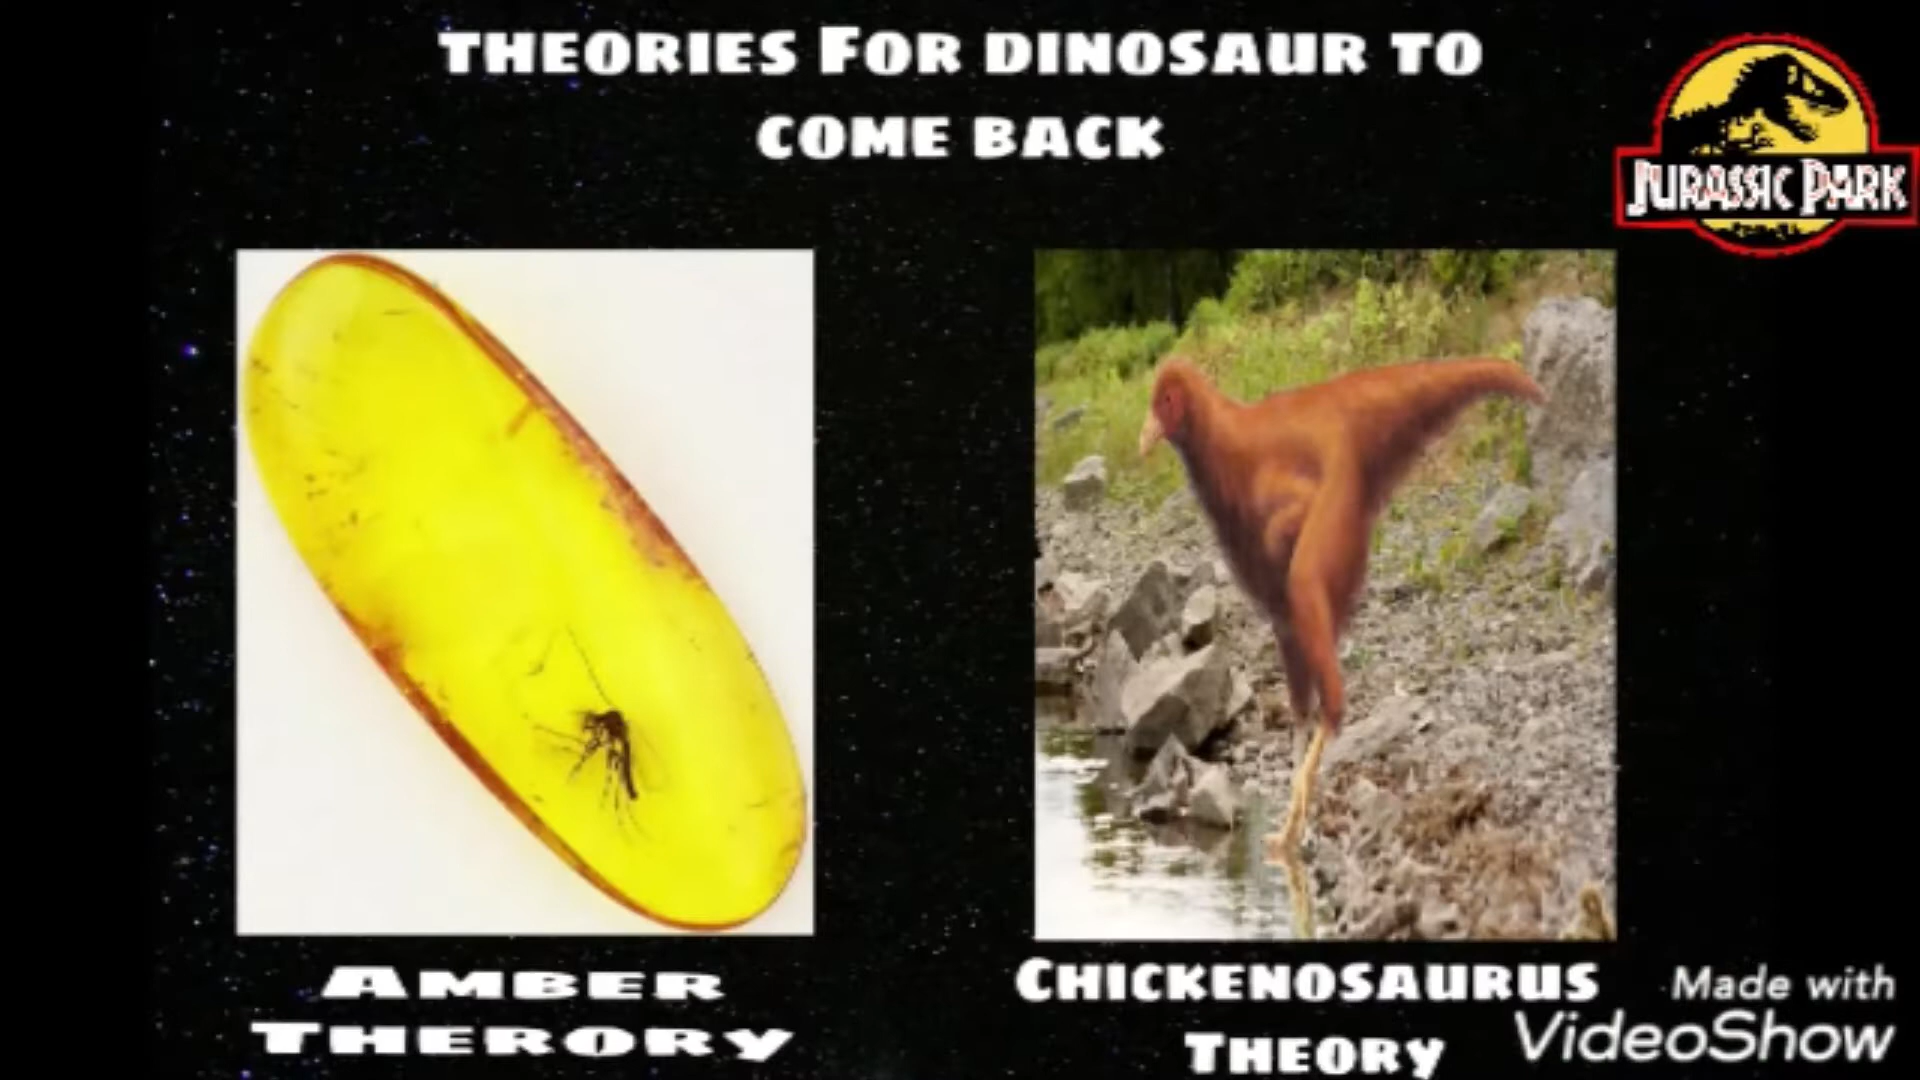 THEORIES FOR DINOSAUR TO
COME BACK
JURASSIC PARK
AMBER
THERORY
CHICKENOSAURUS
THEORY
Made with
VideoShow